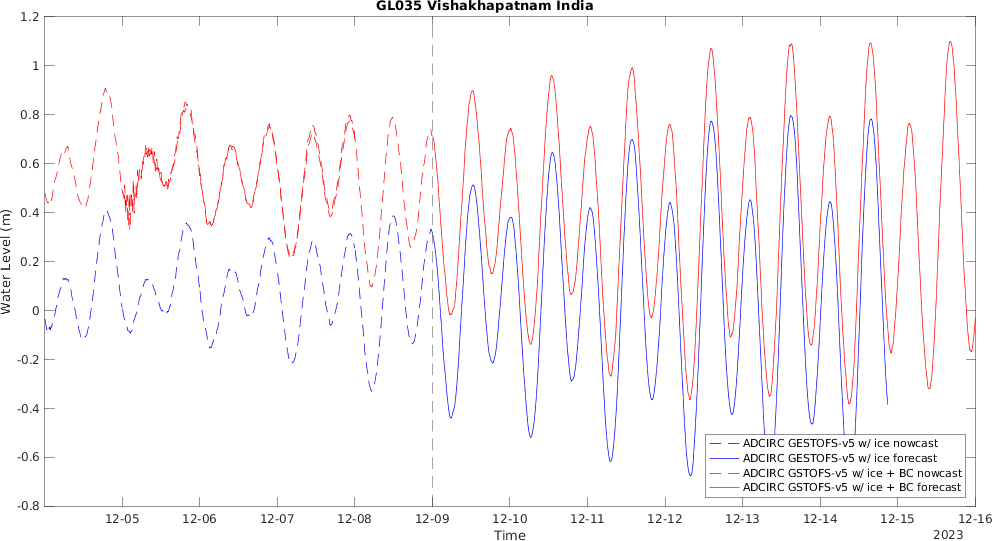 GL035 Vishakhapatnam India
1.2
1
0.8
0.6
0.4
0.2
0
-0.2
-0.4
-0.6
-0.8
Water Level (m)
ADCIRC GESTOFS-v5 w/ ice nowcast
ADCIRC GESTOFS-v5 w/ ice forecast
ADCIRC GSTOFS-v5 w/ ice + BC nowcast
ADCIRC GSTOFS-v5 w/ ice + BC forecast
12-05 12-06 12-07 12-08 12-09 12-10 12-11 12-12 12-13 12-14 12-15 12-16
Time
2023